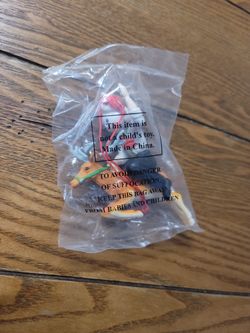 This item is
not a child's toy.
Made in China.
TO AVOID DANGER
OF SUFFOCATION
KEEP THIS BAG AWAY
FROM BABIES AND CHILDREN